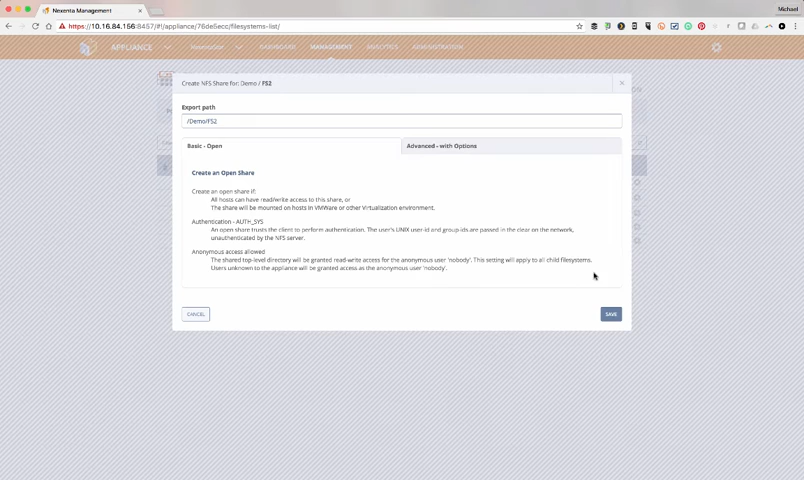 Nexenta Management
Michael
https://10.16.84.156:8457/#/appliance/76de5ecc/filesystems-list/
APPLIANCE
NexentaStor
DASHBOARD
MANAGEMENT
ANALYTICS
ADMINISTRATION
Create NFS Share for: Demo / FS2
Export path
/Demo/FS2
Basic - Open
Advanced - with Options
Create an Open Share
Create an open share if:
All hosts can have read/write access to this share, or
The share will be mounted on hosts in VMWare or other Virtualization environment.
Authentication - AUTH_SYS
An open share trusts the client to perform authentication. The user's UNIX user-id and group ids are passed in the clear on the network,
unauthenticated by the NFS server.
Anonymous access allowed
The shared top-level directory will be granted read-write access for the anonymous user 'nobody'. This setting will apply to all child filesystems.
Users unknown to the appliance will be granted access as the anonymous user 'nobody'.
CANCEL
SAVE